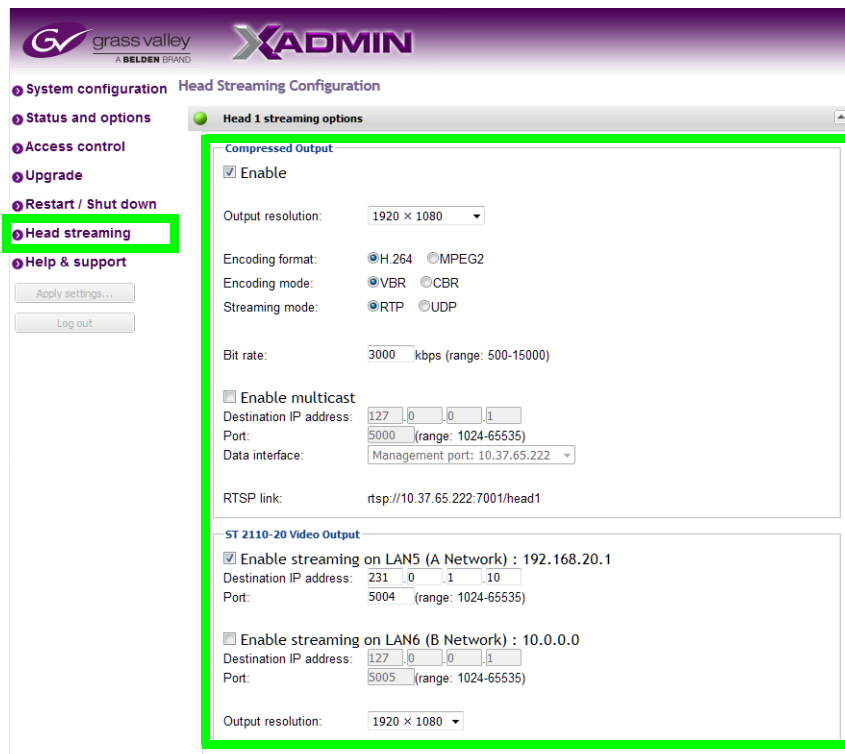 GV grass valley
A BELDEN BRAND
XADMIN
System configuration
Status and options
Access control
Upgrade
Restart / Shut down
Head streaming
Help & support
Apply settings...
Log out
Head Streaming Configuration
Head 1 streaming options
Compressed Output
Enable
Output resolution: 1920 × 1080
Encoding format: H.264 MPEG2
Encoding mode: VBR CBR
Streaming mode: RTP UDP
Bit rate: 3000 kbps (range: 500-15000)
Enable multicast
Destination IP address: 127 .0 .0 .1
Port: 5000 (range: 1024-65535)
Data interface: Management port: 10.37.65.222
RTSP link: rtsp://10.37.65.222:7001/head1
ST 2110-20 Video Output
Enable streaming on LAN5 (A Network) : 192.168.20.1
Destination IP address: 231 .0 .1 .10
Port: 5004 (range: 1024-65535)
Enable streaming on LAN6 (B Network) : 10.0.0.0
Destination IP address: 127 .0 .0 .1
Port: 5005 (range: 1024-65535)
Output resolution: 1920 × 1080